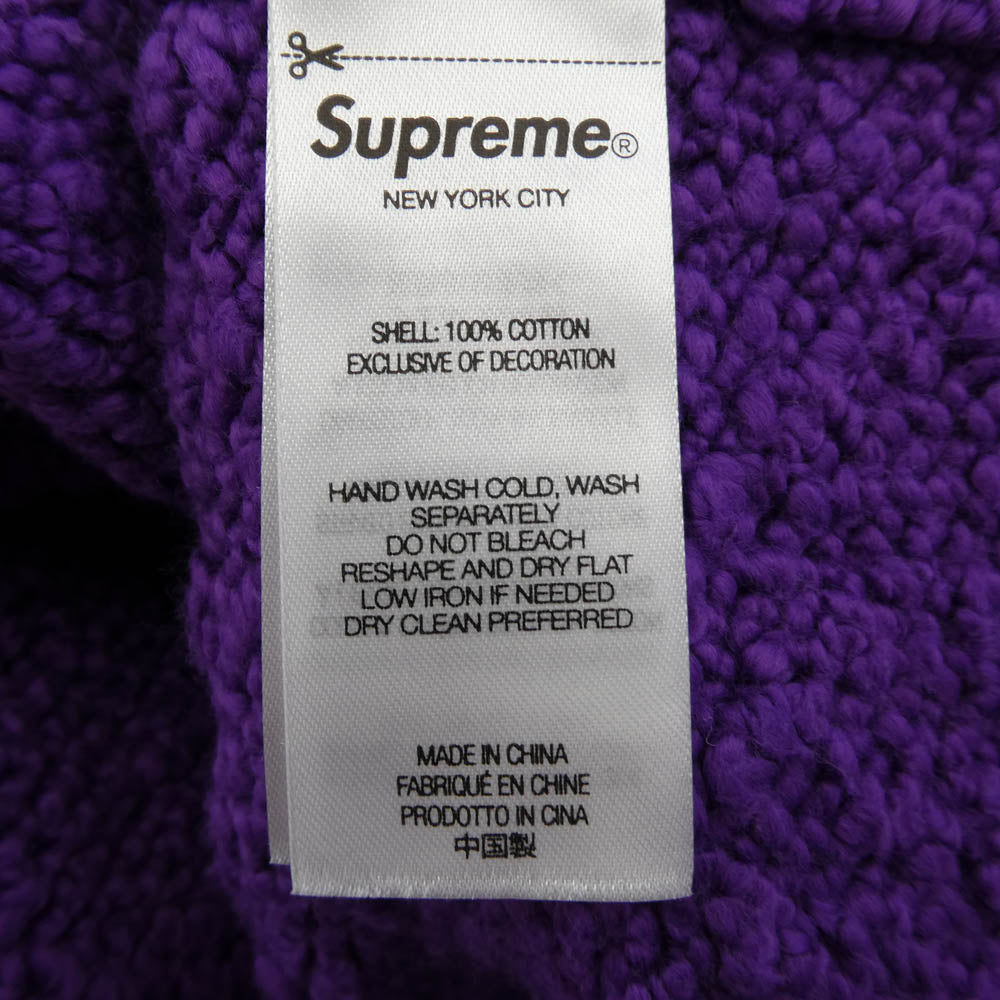 Supreme®
NEW YORK CITY
SHELL: 100% COTTON
EXCLUSIVE OF DECORATION
HAND WASH COLD, WASH
SEPARATELY
DO NOT BLEACH
RESHAPE AND DRY FLAT
LOW IRON IF NEEDED
DRY CLEAN PREFERRED
MADE IN CHINA
FABRIQUÉ EN CHINE
PRODOTTO IN CINA
中国製